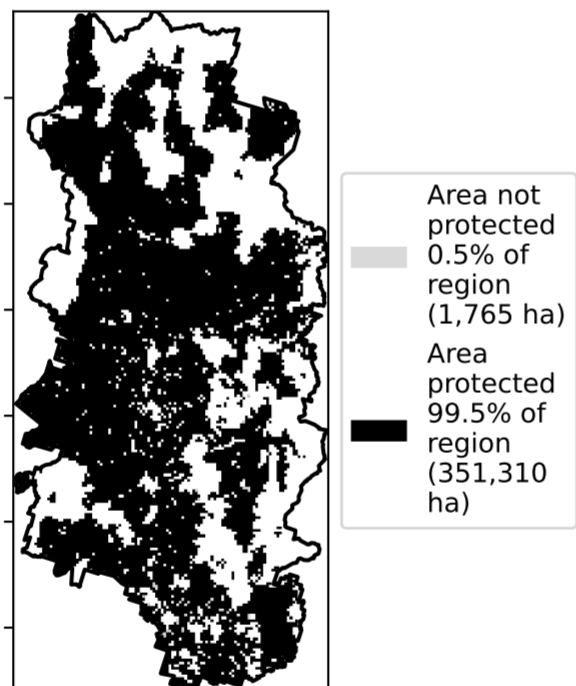 Area not
protected
0.5% of
region
(1,765 ha)
Area
protected
99.5% of
region
(351,310
ha)